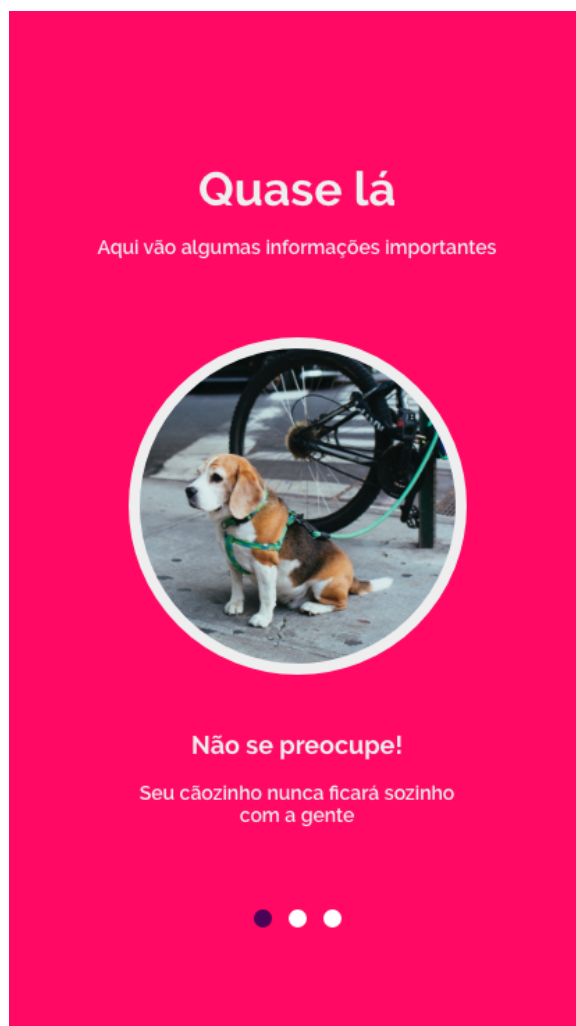 Quase lá
Aqui vão algumas informações importantes
Não se preocupe!
Seu cãozinho nunca ficará sozinho
com a gente